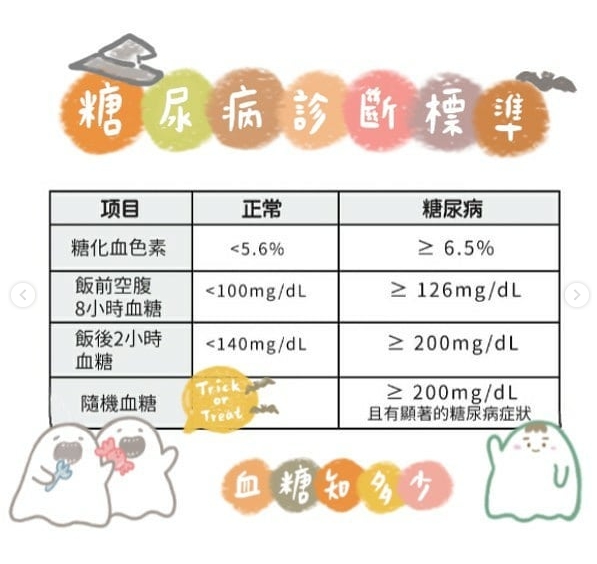 糖尿病診斷標準
项目 正常 糖尿病
糖化血色素 <5.6% ≥ 6.5%
飯前空腹 <100mg/dL ≥ 126mg/dL
8小時血糖
飯後2小時 <140mg/dL ≥ 200mg/dL
血糖
隨機血糖 Trick or Treat ≥ 200mg/dL
且有顯著的糖尿病症狀
血糖知多少